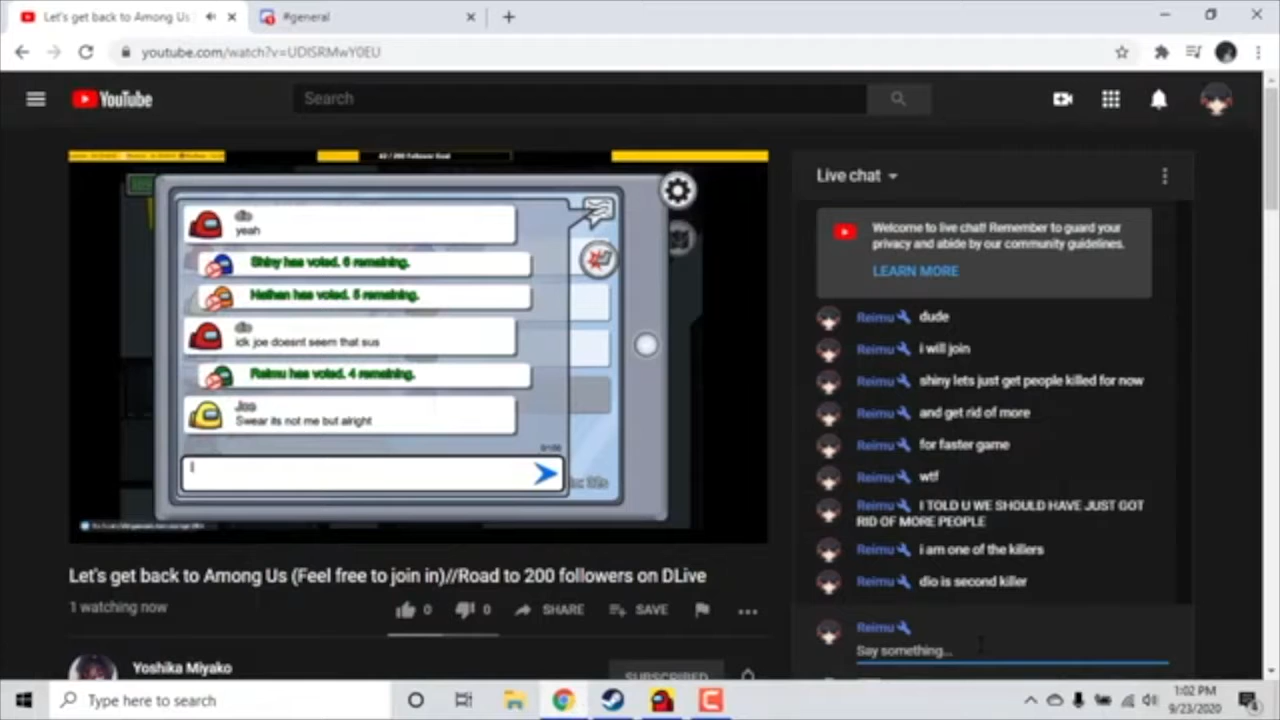 Let's get back to Among Us
#general
youtube.com/watch?v=UDISRMwY0EU
YouTube
Search
/ 200 Follower Goal
dio
yeah
Shiny has voted. 6 remaining.
Nathan has voted. 5 remaining.
dio
idk joe doesnt seem that sus
Reimu has voted. 4 remaining.
Joe
Swear its not me but alright
Let's get back to Among Us (Feel free to join in)//Road to 200 followers on DLive
1 watching now
0
0
SHARE
SAVE
Yoshika Miyako
SUBSCRIBED
Live chat
Welcome to live chat! Remember to guard your
privacy and abide by our community guidelines.
LEARN MORE
Reimu dude
Reimu i will join
Reimu shiny lets just get people killed for now
Reimu and get rid of more
Reimu for faster game
Reimu wtf
Reimu I TOLD U WE SHOULD HAVE JUST GOT
RID OF MORE PEOPLE
Reimu i am one of the killers
Reimu dio is second killer
Reimu
Say something...
Type here to search
1:02 PM
9/23/2020